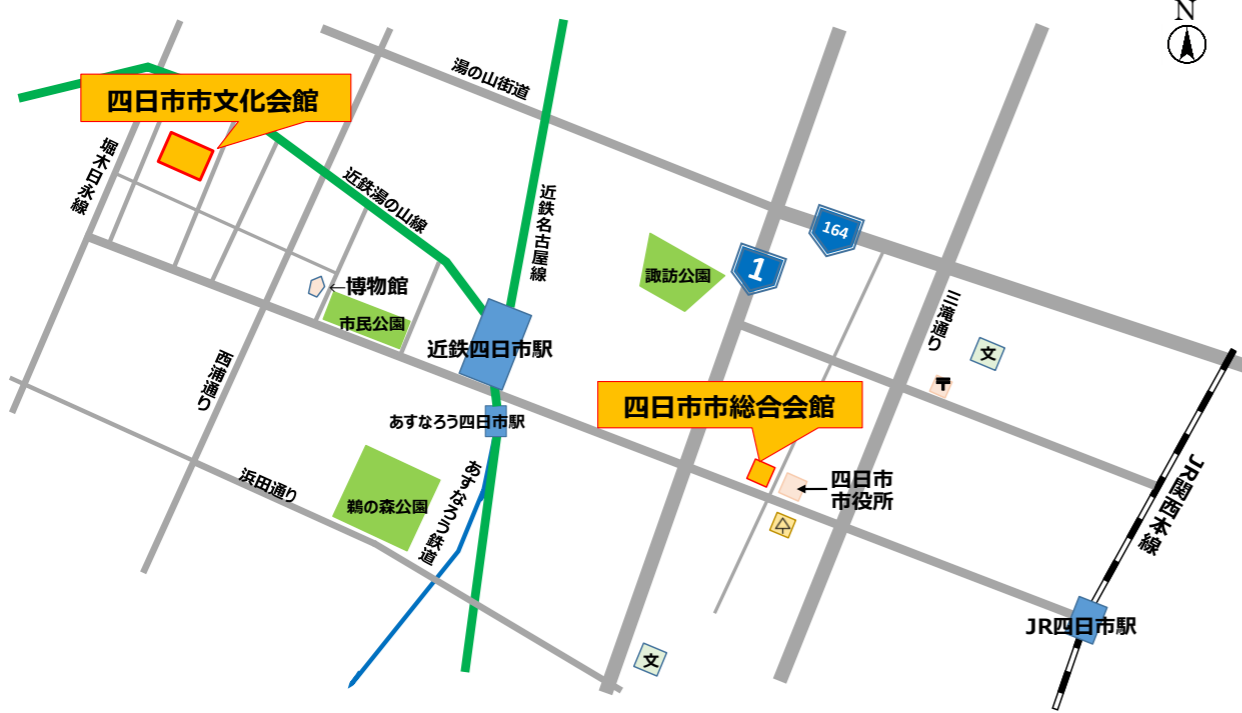 N
湯の山街道
四日市市文化会館
堀木日永線
近鉄湯の山線
近鉄名古屋線
164
1
諏訪公園
←博物館
市民公園
三滝通り
近鉄四日市駅
文
西浦通り
〒
四日市市総合会館
あすなろう四日市駅
JR関西本線
あすなろう鉄道
浜田通り
鵜の森公園
四日市
市役所
JR四日市駅
文